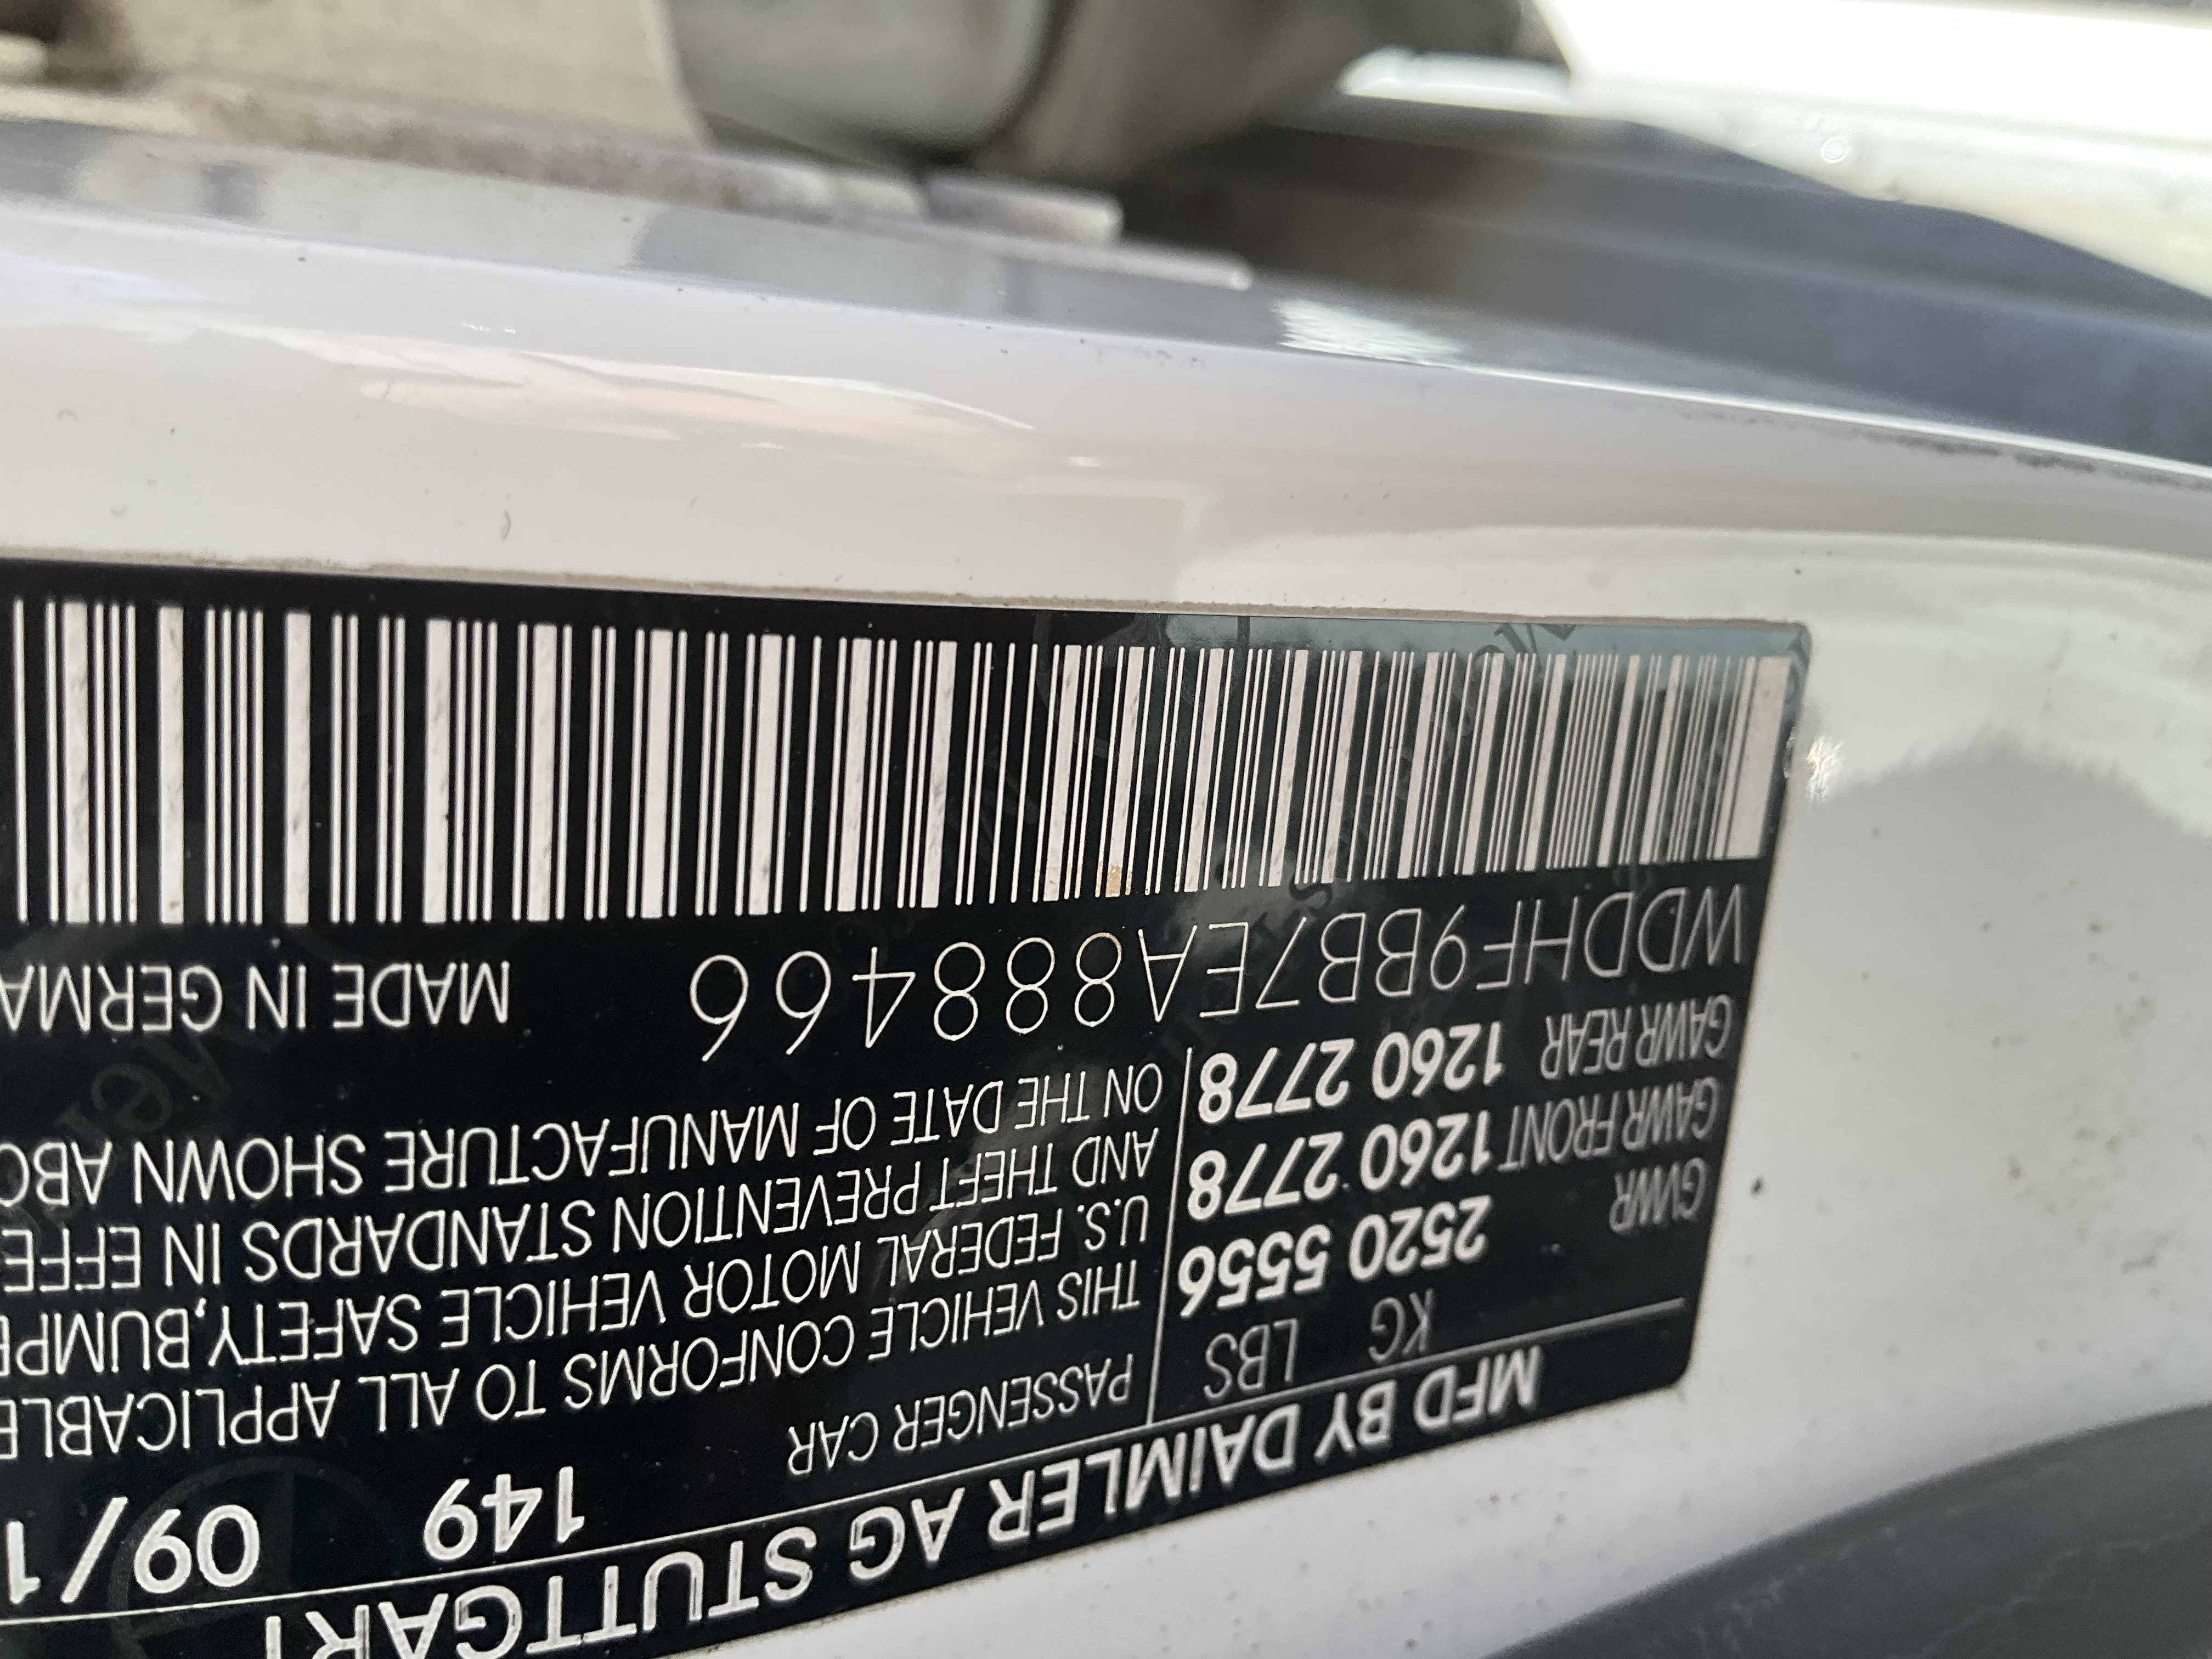 MFD BY DAIMLER AG STUTTGART
KG LBS
GVWR 2520 5556
GAWR FRONT 1260 2778
GAWR REAR 1260 2778
149 09/1
PASSENGER CAR
THIS VEHICLE CONFORMS TO ALL APPLICABLE
U.S. FEDERAL MOTOR VEHICLE SAFETY, BUMPE
AND THEFT PREVENTION STANDARDS IN EFFE
ON THE DATE OF MANUFACTURE SHOWN ABO
WDDHF9BB7EA888466 MADE IN GERMA